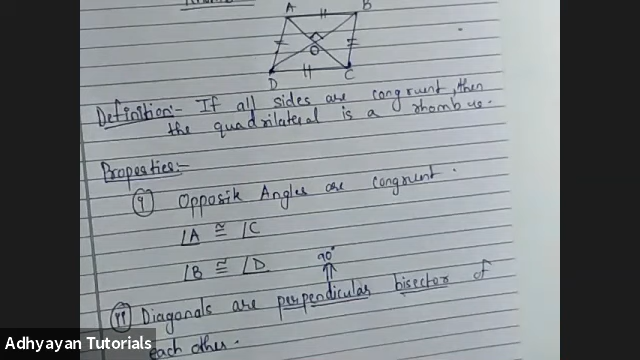 A B
O
D C
Definition:- If all sides are congruent, then
the quadrilateral is a rhombus.
Properties:-
(i) Opposite Angles are congruent.
∠A ≅ ∠C
∠B ≅ ∠D
90°
(ii) Diagonals are perpendicular bisector of
each other.
Adhyayan Tutorials